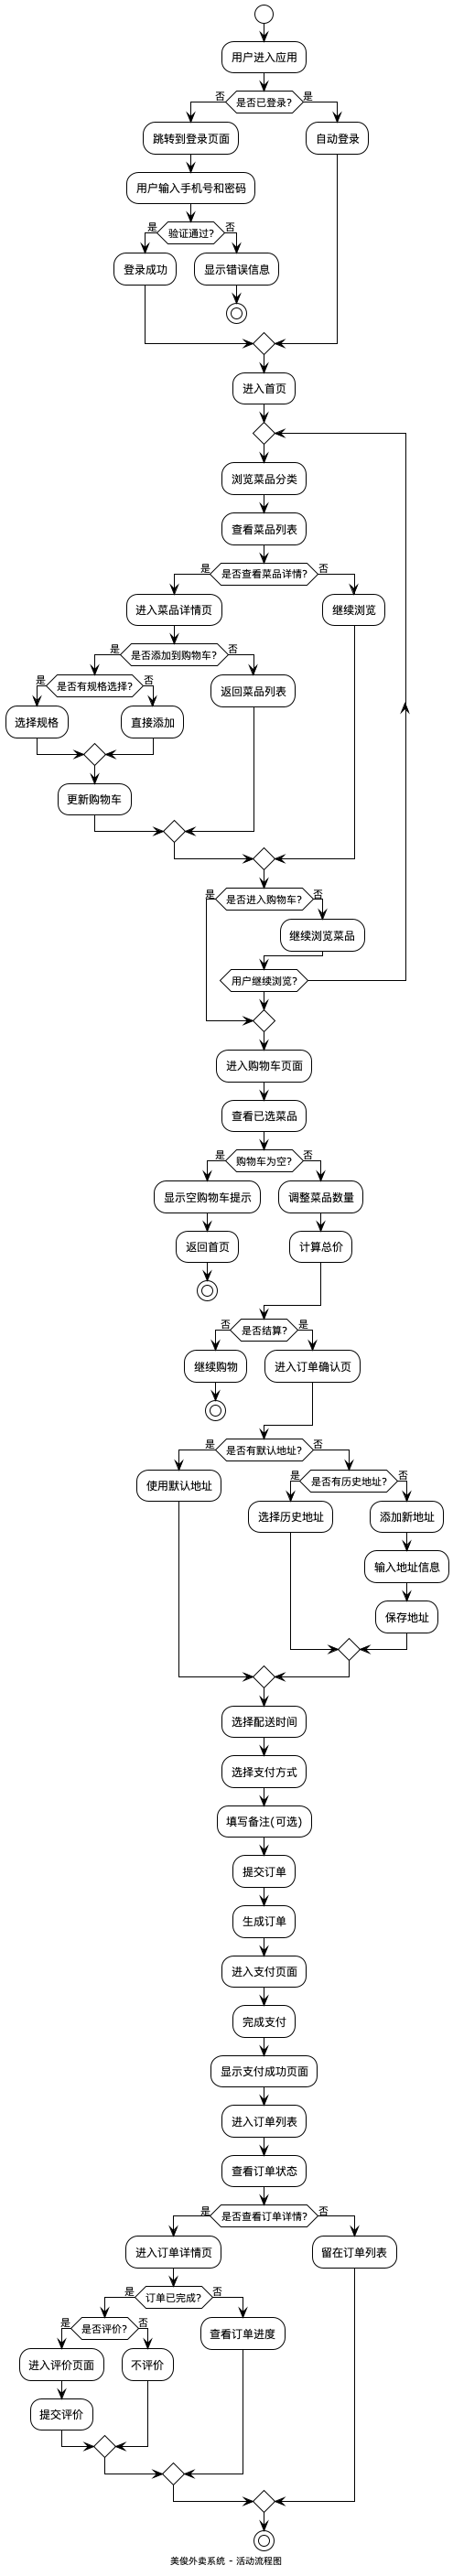 用户进入应用
否
是否已登录?
是
跳转到登录页面
自动登录
用户输入手机号和密码
是
验证通过?
否
登录成功
显示错误信息
进入首页
浏览菜品分类
查看菜品列表
是
是否查看菜品详情?
否
进入菜品详情页
继续浏览
是
是否添加到购物车?
否
是
是否有规格选择?
否
返回菜品列表
选择规格
直接添加
更新购物车
是
是否进入购物车?
否
继续浏览菜品
用户继续浏览?
进入购物车页面
查看已选菜品
是
购物车为空?
否
显示空购物车提示
调整菜品数量
返回首页
计算总价
否
是否结算?
是
继续购物
进入订单确认页
是
是否有默认地址?
否
使用默认地址
是
是否有历史地址?
否
选择历史地址
添加新地址
输入地址信息
保存地址
选择配送时间
选择支付方式
填写备注(可选)
提交订单
生成订单
进入支付页面
完成支付
显示支付成功页面
进入订单列表
查看订单状态
是
是否查看订单详情?
否
进入订单详情页
留在订单列表
是
订单已完成?
否
是
是否评价?
否
查看订单进度
进入评价页面
不评价
提交评价
美俊外卖系统 - 活动流程图